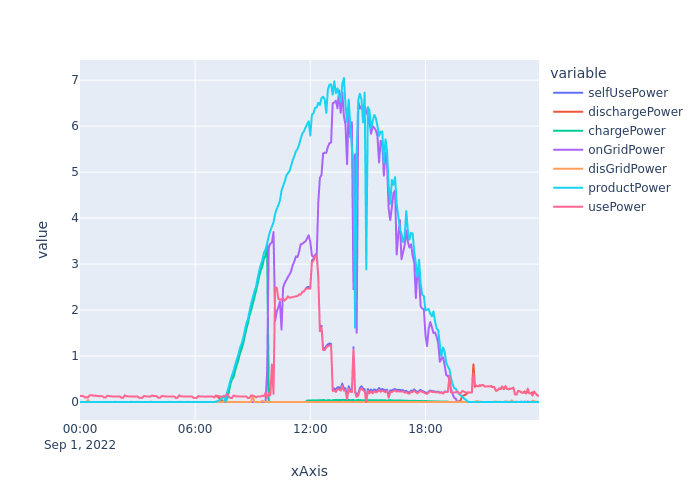 variable
selfUsePower
dischargePower
chargePower
onGridPower
disGridPower
productPower
usePower
7
6
5
4
3
2
1
0
value
00:00 06:00 12:00 18:00
Sep 1, 2022
xAxis